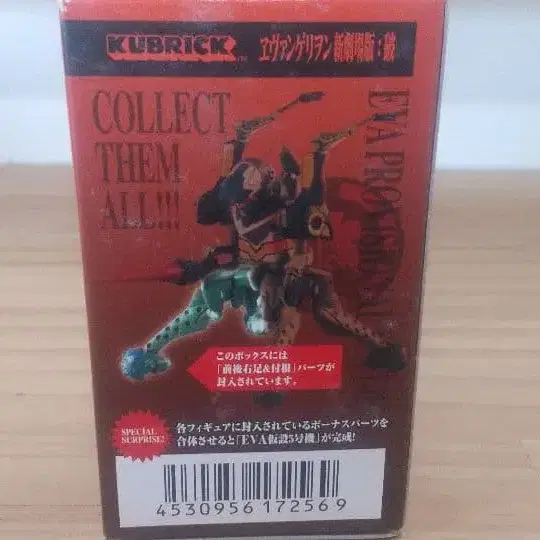 KUBRICK TM
ヱヴァンゲリヲン新劇場版:破
COLLECT
THEM
ALL!!!
EVA PROVISIONAL
このボックスには
「前後右足&付根」パーツが
封入されています。
SPECIAL
SURPRISE!
各フィギュアに封入されているボーナスパーツを
合体させると「EVA仮設5号機」が完成!
4530956172569